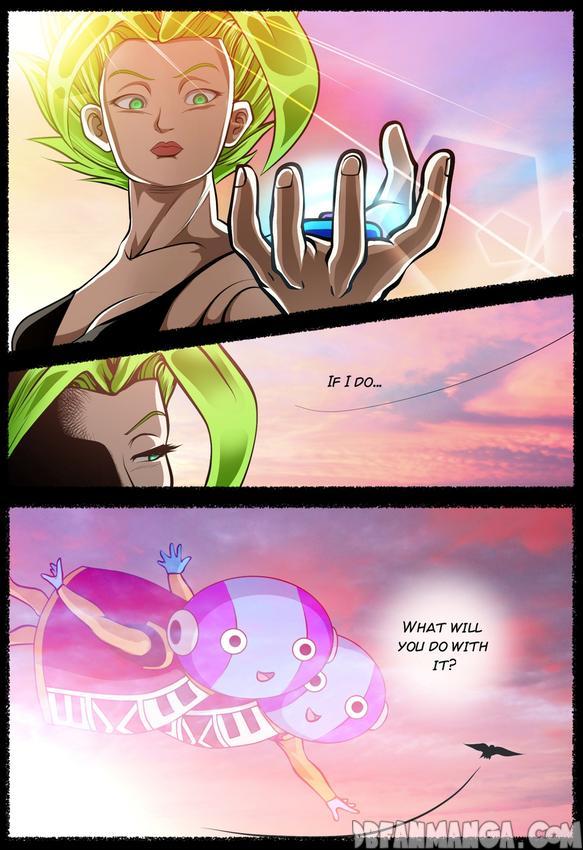 If I do...
What will
you do with
it?
DBFANMANGA.COM